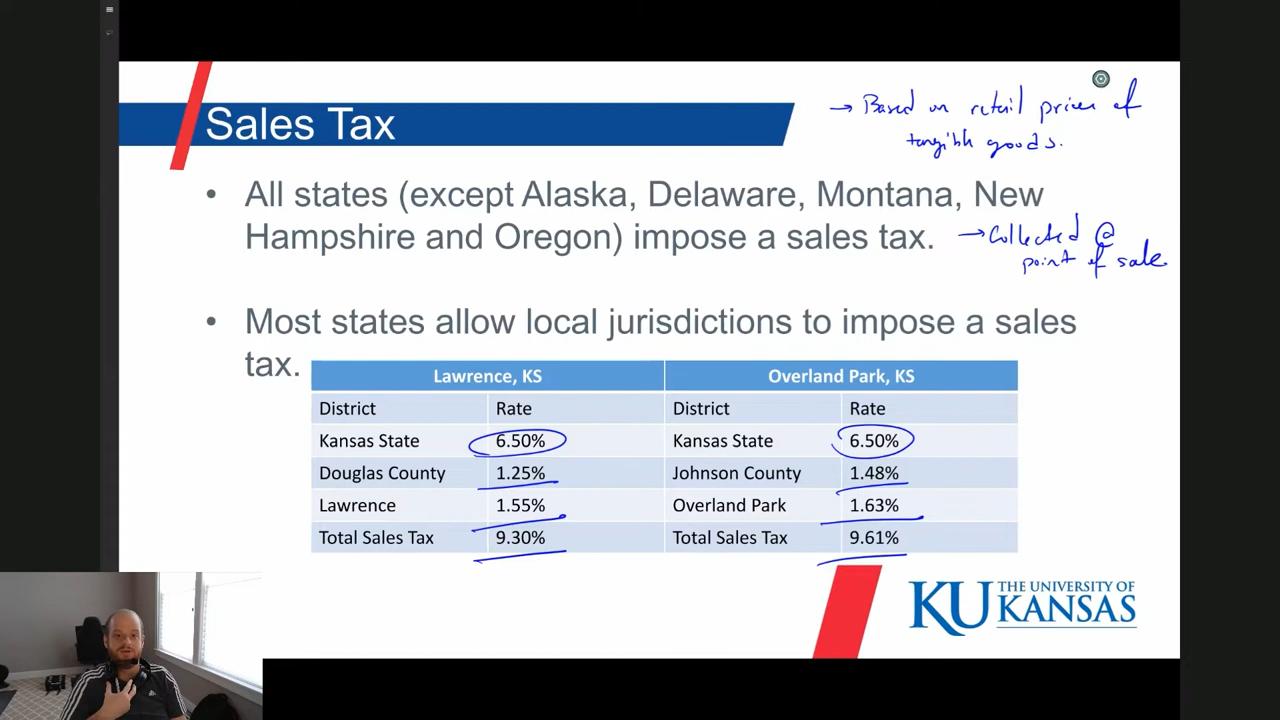 → Based on retail prices of
tangible goods.
Sales Tax
• All states (except Alaska, Delaware, Montana, New
Hampshire and Oregon) impose a sales tax.
→ Collected @
point of sale
• Most states allow local jurisdictions to impose a sales
tax.
Lawrence, KS Overland Park, KS
District Rate District Rate
Kansas State 6.50% Kansas State 6.50%
Douglas County 1.25% Johnson County 1.48%
Lawrence 1.55% Overland Park 1.63%
Total Sales Tax 9.30% Total Sales Tax 9.61%
KU THE UNIVERSITY OF
KANSAS